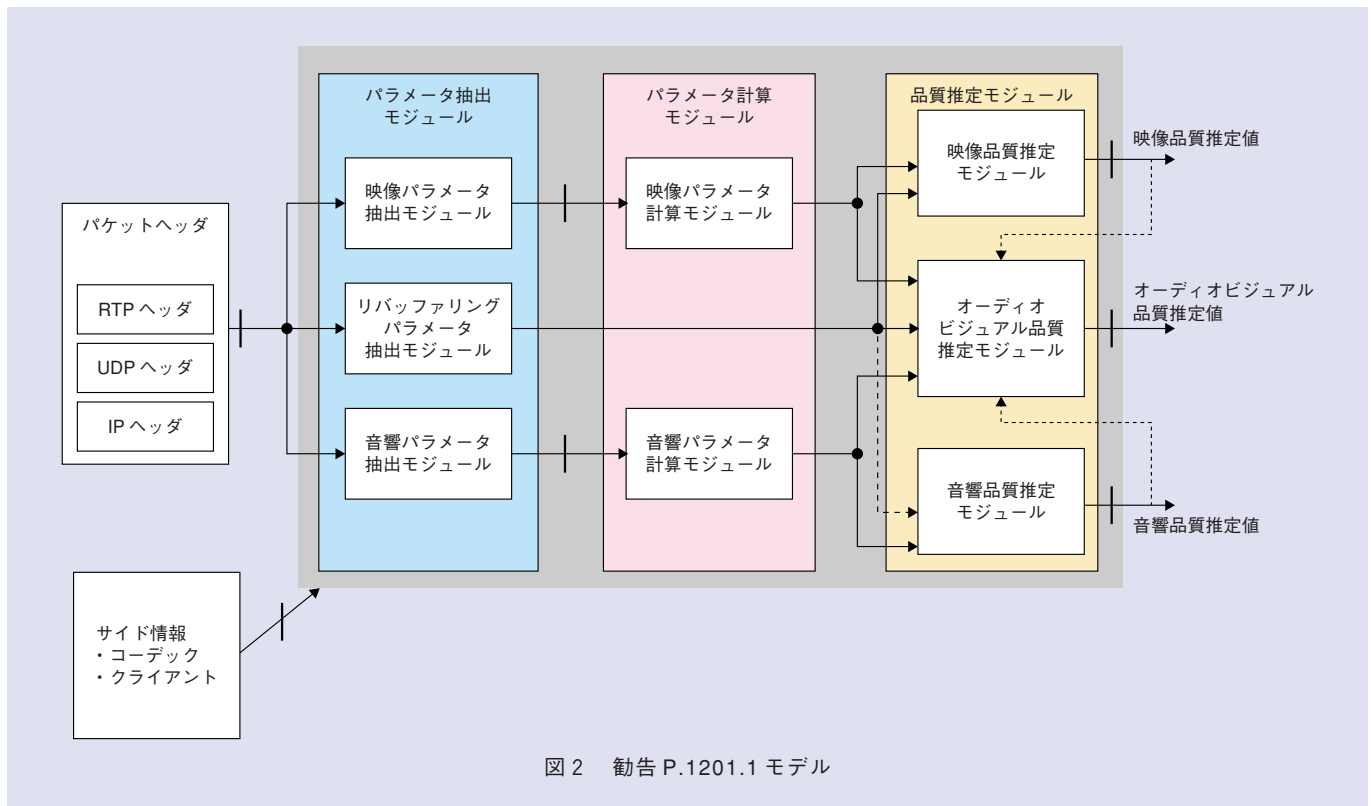 パケットヘッダ
RTP ヘッダ
UDP ヘッダ
IP ヘッダ
サイド情報
・コーデック
・クライアント
パラメータ抽出
モジュール
映像パラメータ
抽出モジュール
リバッファリング
パラメータ
抽出モジュール
音響パラメータ
抽出モジュール
パラメータ計算
モジュール
映像パラメータ
計算モジュール
音響パラメータ
計算モジュール
品質推定モジュール
映像品質推定
モジュール
オーディオ
ビジュアル品質
推定モジュール
音響品質推定
モジュール
映像品質推定値
オーディオビジュアル
品質推定値
音響品質推定値
図 2 勧告 P.1201.1 モデル